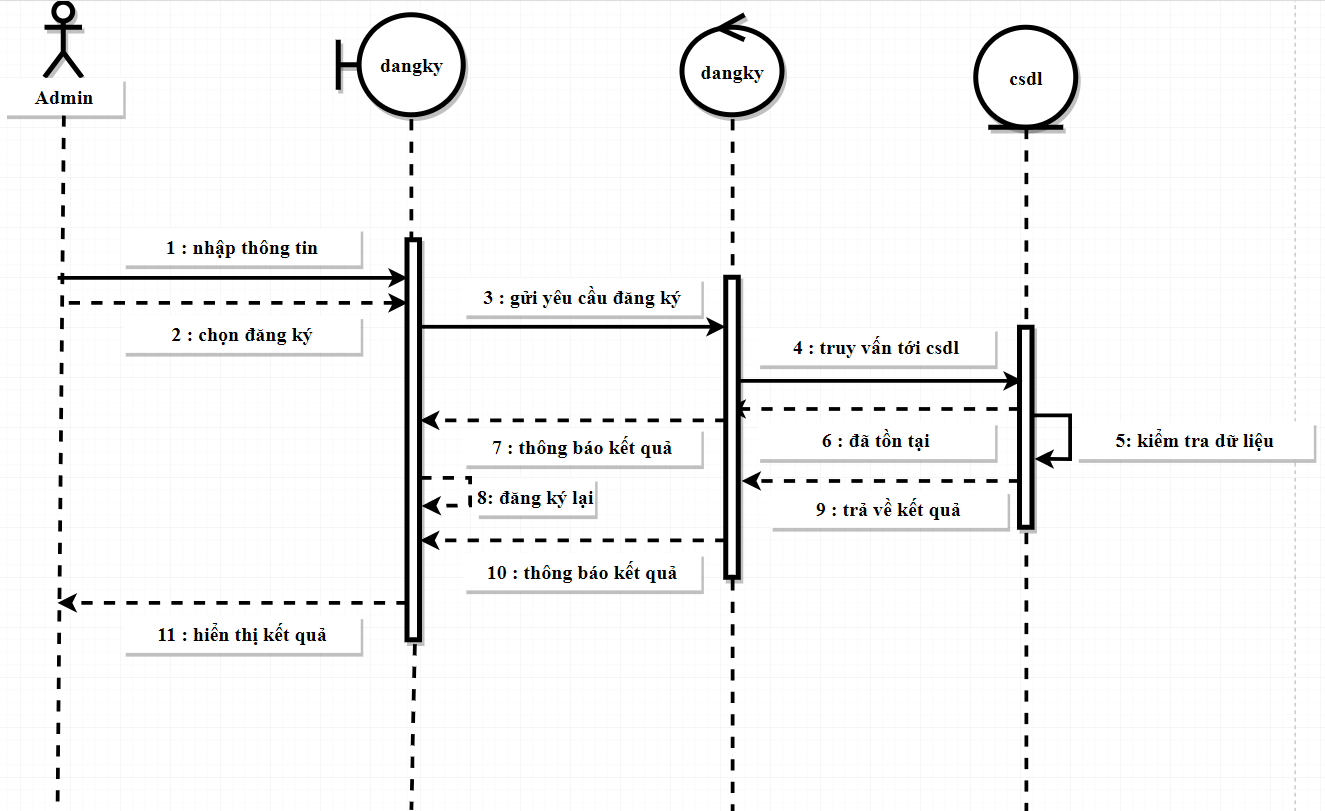 dangky
dangky
csdl
Admin
1 : nhập thông tin
3 : gửi yêu cầu đăng ký
2 : chọn đăng ký
4 : truy vấn tới csdl
7 : thông báo kết quả
6 : đã tồn tại
5: kiểm tra dữ liệu
8: đăng ký lại
9 : trả về kết quả
10 : thông báo kết quả
11 : hiển thị kết quả